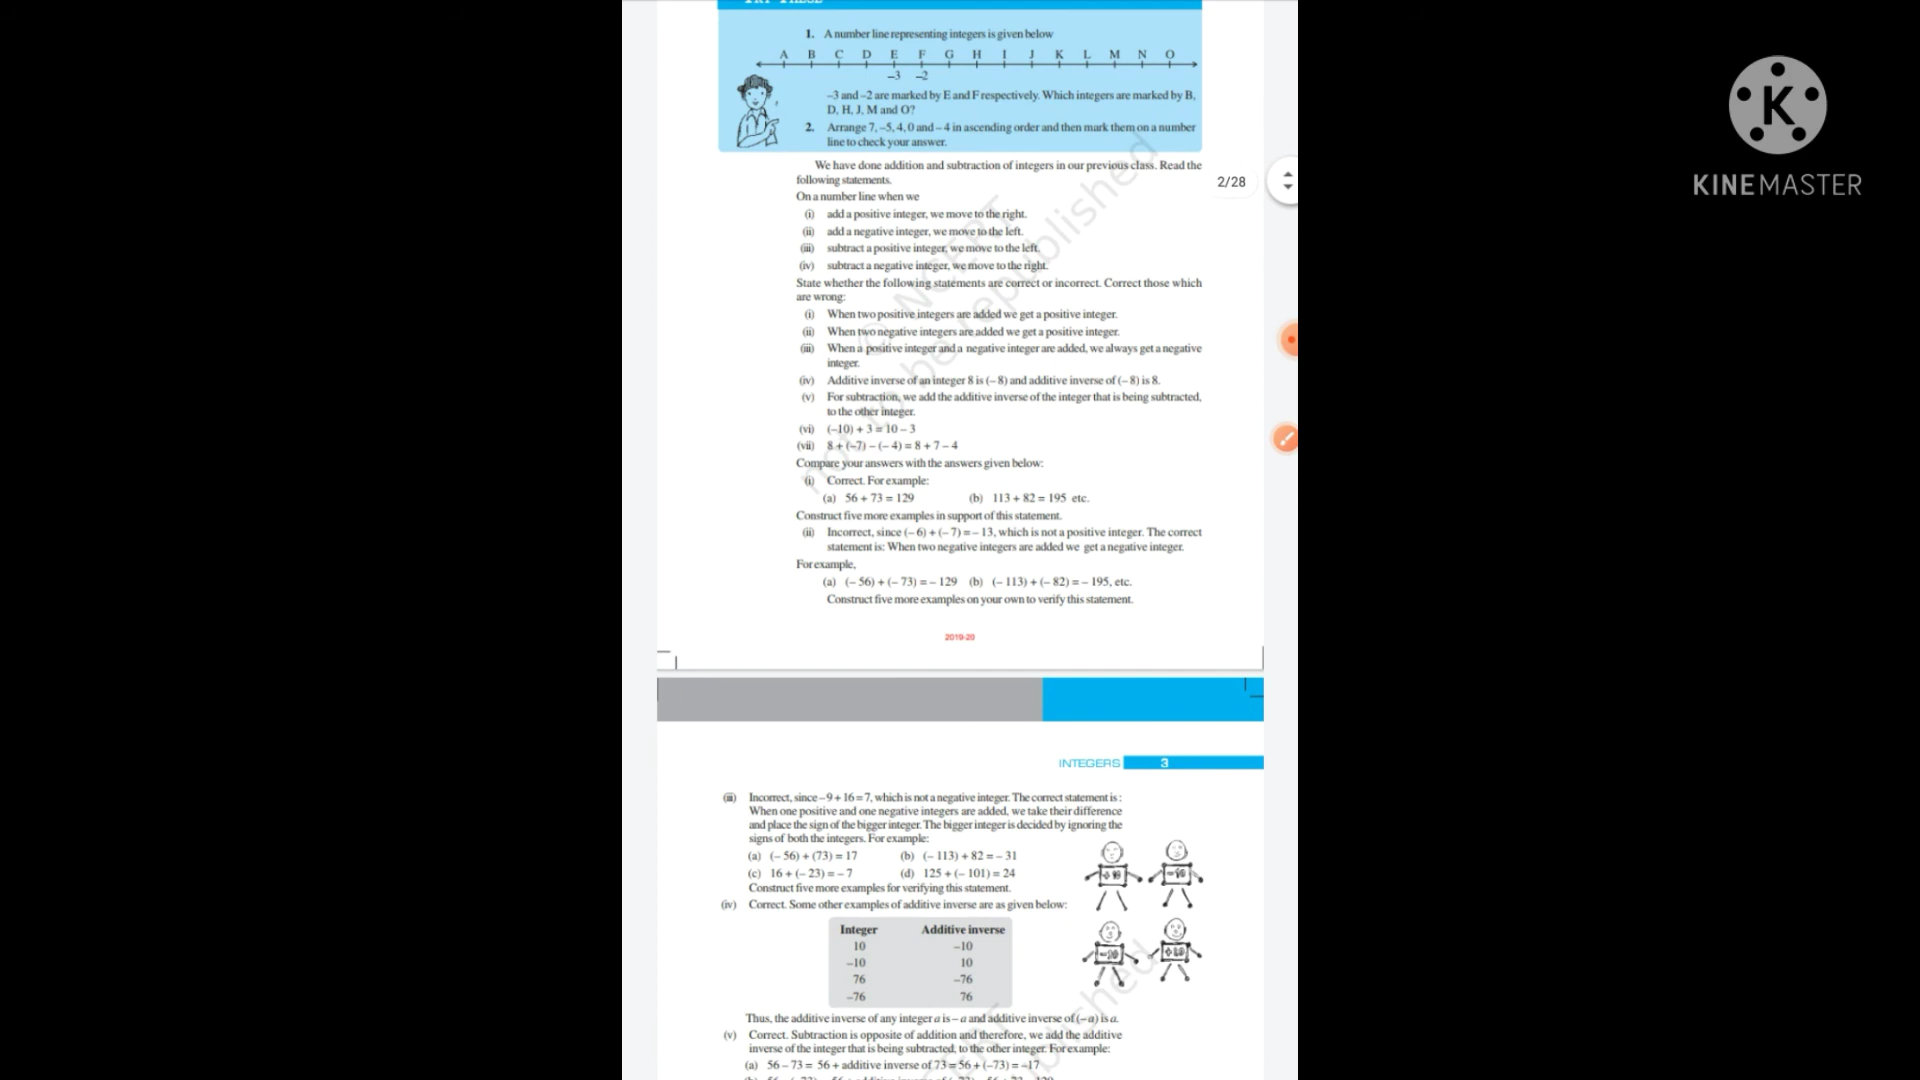 TRY THESE
1. A number line representing integers is given below
A B C D E F G H I J K L M N O
–3 –2
–3 and –2 are marked by E and F respectively. Which integers are marked by B,
D, H, J, M and O?
2. Arrange 7, –5, 4, 0 and – 4 in ascending order and then mark them on a number
line to check your answer.
We have done addition and subtraction of integers in our previous class. Read the
following statements.
On a number line when we
(i) add a positive integer, we move to the right.
(ii) add a negative integer, we move to the left.
(iii) subtract a positive integer, we move to the left.
(iv) subtract a negative integer, we move to the right.
State whether the following statements are correct or incorrect. Correct those which
are wrong:
(i) When two positive integers are added we get a positive integer.
(ii) When two negative integers are added we get a positive integer.
(iii) When a positive integer and a negative integer are added, we always get a negative
integer.
(iv) Additive inverse of an integer 8 is (– 8) and additive inverse of (– 8) is 8.
(v) For subtraction, we add the additive inverse of the integer that is being subtracted,
to the other integer.
(vi) (–10) + 3 = 10 – 3
(vii) 8 + (–7) – (– 4) = 8 + 7 – 4
Compare your answers with the answers given below:
(i) Correct. For example:
(a) 56 + 73 = 129 (b) 113 + 82 = 195 etc.
Construct five more examples in support of this statement.
(ii) Incorrect, since (– 6) + (– 7) = – 13, which is not a positive integer. The correct
statement is: When two negative integers are added we get a negative integer.
For example,
(a) (– 56) + (– 73) = – 129 (b) (– 113) + (– 82) = – 195, etc.
Construct five more examples on your own to verify this statement.
2019-20
© NCERT
not to be republished
2/28
K
KINEMASTER
INTEGERS 3
(iii) Incorrect, since – 9 + 16 = 7, which is not a negative integer. The correct statement is :
When one positive and one negative integers are added, we take their difference
and place the sign of the bigger integer. The bigger integer is decided by ignoring the
signs of both the integers. For example:
(a) (– 56) + (73) = 17 (b) (– 113) + 82 = – 31
(c) 16 + (– 23) = – 7 (d) 125 + (– 101) = 24
Construct five more examples for verifying this statement.
(iv) Correct. Some other examples of additive inverse are as given below:
Integer Additive inverse
10 –10
–10 10
76 –76
–76 76
Thus, the additive inverse of any integer a is – a and additive inverse of (– a) is a.
(v) Correct. Subtraction is opposite of addition and therefore, we add the additive
inverse of the integer that is being subtracted, to the other integer. For example:
(a) 56 – 73 = 56 + additive inverse of 73 = 56 + (–73) = –17